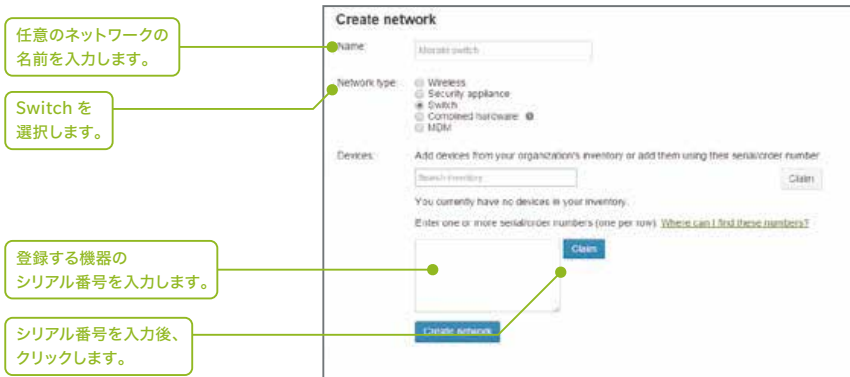 Create network
任意のネットワークの
名前を入力します。
Name:
Meraki switch
Network type:
Wireless
Security appliance
Switch
Combined hardware
MDM
Switch を
選択します。
Devices:
Add devices from your organization's inventory or add them using their serial/order number
Search inventory
Claim
You currently have no devices in your inventory.
Enter one or more serial/order numbers (one per row). Where can I find these numbers?
Claim
登録する機器の
シリアル番号を入力します。
シリアル番号を入力後、
クリックします。
Create network